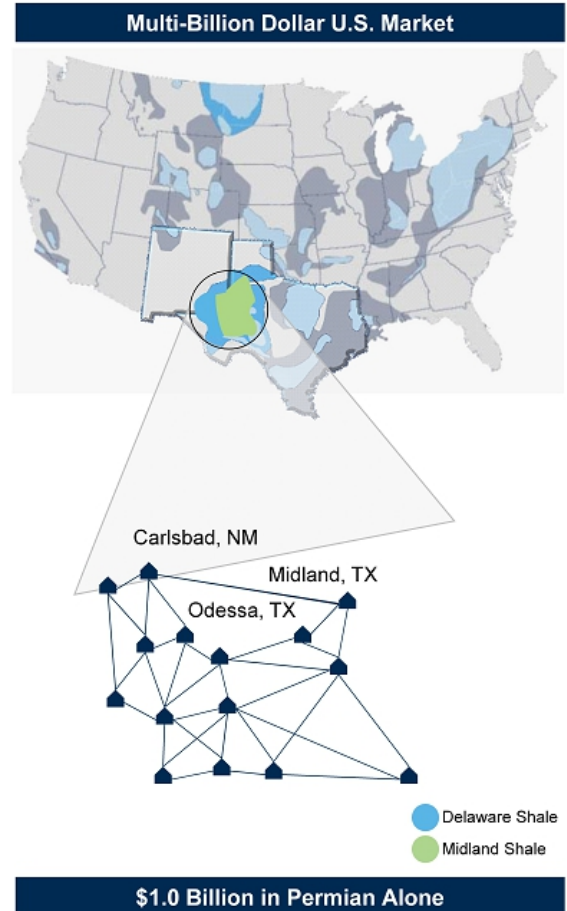 Multi-Billion Dollar U.S. Market
Carlsbad, NM
Midland, TX
Odessa, TX
Delaware Shale
Midland Shale
$1.0 Billion in Permian Alone